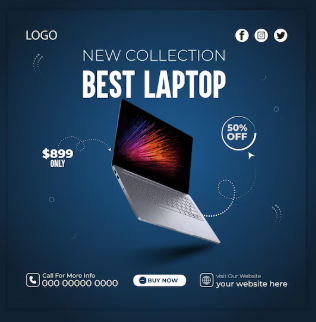 LOGO
NEW COLLECTION
BEST LAPTOP
50%
OFF
$899
ONLY
Call For More Info
000 00000 0000
BUY NOW
visit Our Website
your website here